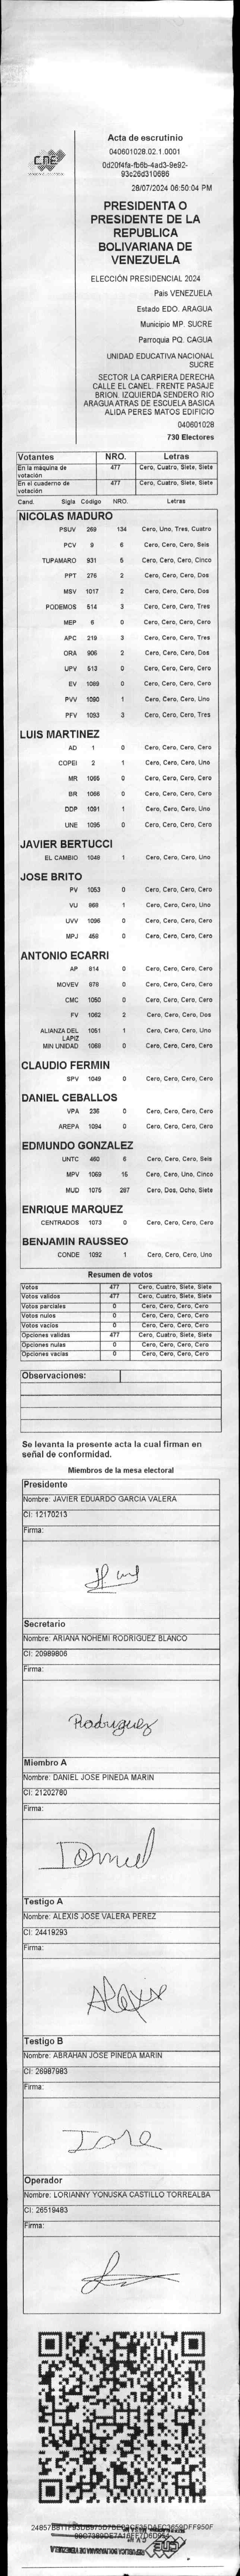 CNE
Acta de escrutinio
040601028.02.1.0001
0d20f4fa-fb6b-4ad3-9e92-
93c26d310686
28/07/2024 06:50:04 PM
PRESIDENTA O
PRESIDENTE DE LA
REPUBLICA
BOLIVARIANA DE
VENEZUELA
ELECCIÓN PRESIDENCIAL 2024
Pais VENEZUELA
Estado EDO. ARAGUA
Municipio MP. SUCRE
Parroquia PQ. CAGUA
UNIDAD EDUCATIVA NACIONAL
SUCRE
SECTOR LA CARPIERA DERECHA
CALLE EL CANEL. FRENTE PASAJE
BRION. IZQUIERDA SENDERO RIO
ARAGUA ATRAS DE ESCUELA BASICA
ALIDA PERES MATOS EDIFICIO
040601028
730 Electores
Votantes NRO. Letras
En la máquina de votación 477 Cero, Cuatro, Siete, Siete
En el cuaderno de votación 477 Cero, Cuatro, Siete, Siete
Cand. Sigla Código NRO. Letras
NICOLAS MADURO
PSUV 269 134 Cero, Uno, Tres, Cuatro
PCV 9 6 Cero, Cero, Cero, Seis
TUPAMARO 931 5 Cero, Cero, Cero, Cinco
PPT 276 2 Cero, Cero, Cero, Dos
MSV 1017 2 Cero, Cero, Cero, Dos
PODEMOS 514 3 Cero, Cero, Cero, Tres
MEP 6 0 Cero, Cero, Cero, Cero
APC 219 3 Cero, Cero, Cero, Tres
ORA 906 2 Cero, Cero, Cero, Dos
UPV 513 0 Cero, Cero, Cero, Cero
EV 1089 0 Cero, Cero, Cero, Cero
PVV 1090 1 Cero, Cero, Cero, Uno
PFV 1093 3 Cero, Cero, Cero, Tres
LUIS MARTINEZ
AD 1 0 Cero, Cero, Cero, Cero
COPEI 2 1 Cero, Cero, Cero, Uno
MR 1065 0 Cero, Cero, Cero, Cero
BR 1066 0 Cero, Cero, Cero, Cero
DDP 1091 1 Cero, Cero, Cero, Uno
UNE 1095 0 Cero, Cero, Cero, Cero
JAVIER BERTUCCI
EL CAMBIO 1048 1 Cero, Cero, Cero, Uno
JOSE BRITO
PV 1053 0 Cero, Cero, Cero, Cero
VU 968 1 Cero, Cero, Cero, Uno
UVV 1096 0 Cero, Cero, Cero, Cero
MPJ 458 0 Cero, Cero, Cero, Cero
ANTONIO ECARRI
AP 814 0 Cero, Cero, Cero, Cero
MOVEV 979 0 Cero, Cero, Cero, Cero
CMC 1050 0 Cero, Cero, Cero, Cero
FV 1062 2 Cero, Cero, Cero, Dos
ALIANZA DEL LAPIZ 1051 1 Cero, Cero, Cero, Uno
MIN UNIDAD 1068 0 Cero, Cero, Cero, Cero
CLAUDIO FERMIN
SPV 1049 0 Cero, Cero, Cero, Cero
DANIEL CEBALLOS
VPA 236 0 Cero, Cero, Cero, Cero
AREPA 1094 0 Cero, Cero, Cero, Cero
EDMUNDO GONZALEZ
UNTC 460 6 Cero, Cero, Cero, Seis
MPV 1069 15 Cero, Cero, Uno, Cinco
MUD 1075 287 Cero, Dos, Ocho, Siete
ENRIQUE MARQUEZ
CENTRADOS 1073 0 Cero, Cero, Cero, Cero
BENJAMIN RAUSSEO
CONDE 1092 1 Cero, Cero, Cero, Uno
Resumen de votos
Votos 477 Cero, Cuatro, Siete, Siete
Votos validos 477 Cero, Cuatro, Siete, Siete
Votos parciales 0 Cero, Cero, Cero, Cero
Votos nulos 0 Cero, Cero, Cero, Cero
Votos vacíos 0 Cero, Cero, Cero, Cero
Opciones validas 477 Cero, Cuatro, Siete, Siete
Opciones nulas 0 Cero, Cero, Cero, Cero
Opciones vacias 0 Cero, Cero, Cero, Cero
Observaciones:
Se levanta la presente acta la cual firman en
señal de conformidad.
Miembros de la mesa electoral
Presidente
Nombre: JAVIER EDUARDO GARCIA VALERA
CI: 12170213
Firma:
Secretario
Nombre: ARIANA NOHEMI RODRIGUEZ BLANCO
CI: 20989806
Firma:
Rodriguez
Miembro A
Nombre: DANIEL JOSE PINEDA MARIN
CI: 21202780
Firma:
Daniel
Testigo A
Nombre: ALEXIS JOSE VALERA PEREZ
CI: 24419293
Firma:
Alexis
Testigo B
Nombre: ABRAHAN JOSE PINEDA MARIN
CI: 26987983
Firma:
Jose
Operador
Nombre: LORIANNY YONUSKA CASTILLO TORREALBA
CI: 26519483
Firma:
CNE